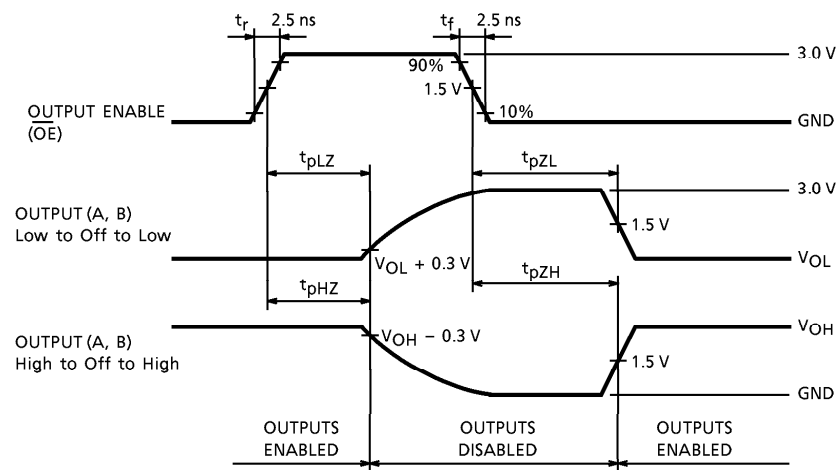 tr 2.5 ns
tf 2.5 ns
3.0 V
90%
1.5 V
10%
OUTPUT ENABLE
(OE)
GND
tpLZ
tpZL
3.0 V
OUTPUT (A, B)
Low to Off to Low
1.5 V
VOL + 0.3 V
VOL
tpHZ
tpZH
VOH
OUTPUT (A, B)
High to Off to High
VOH − 0.3 V
1.5 V
GND
OUTPUTS
ENABLED
OUTPUTS
DISABLED
OUTPUTS
ENABLED